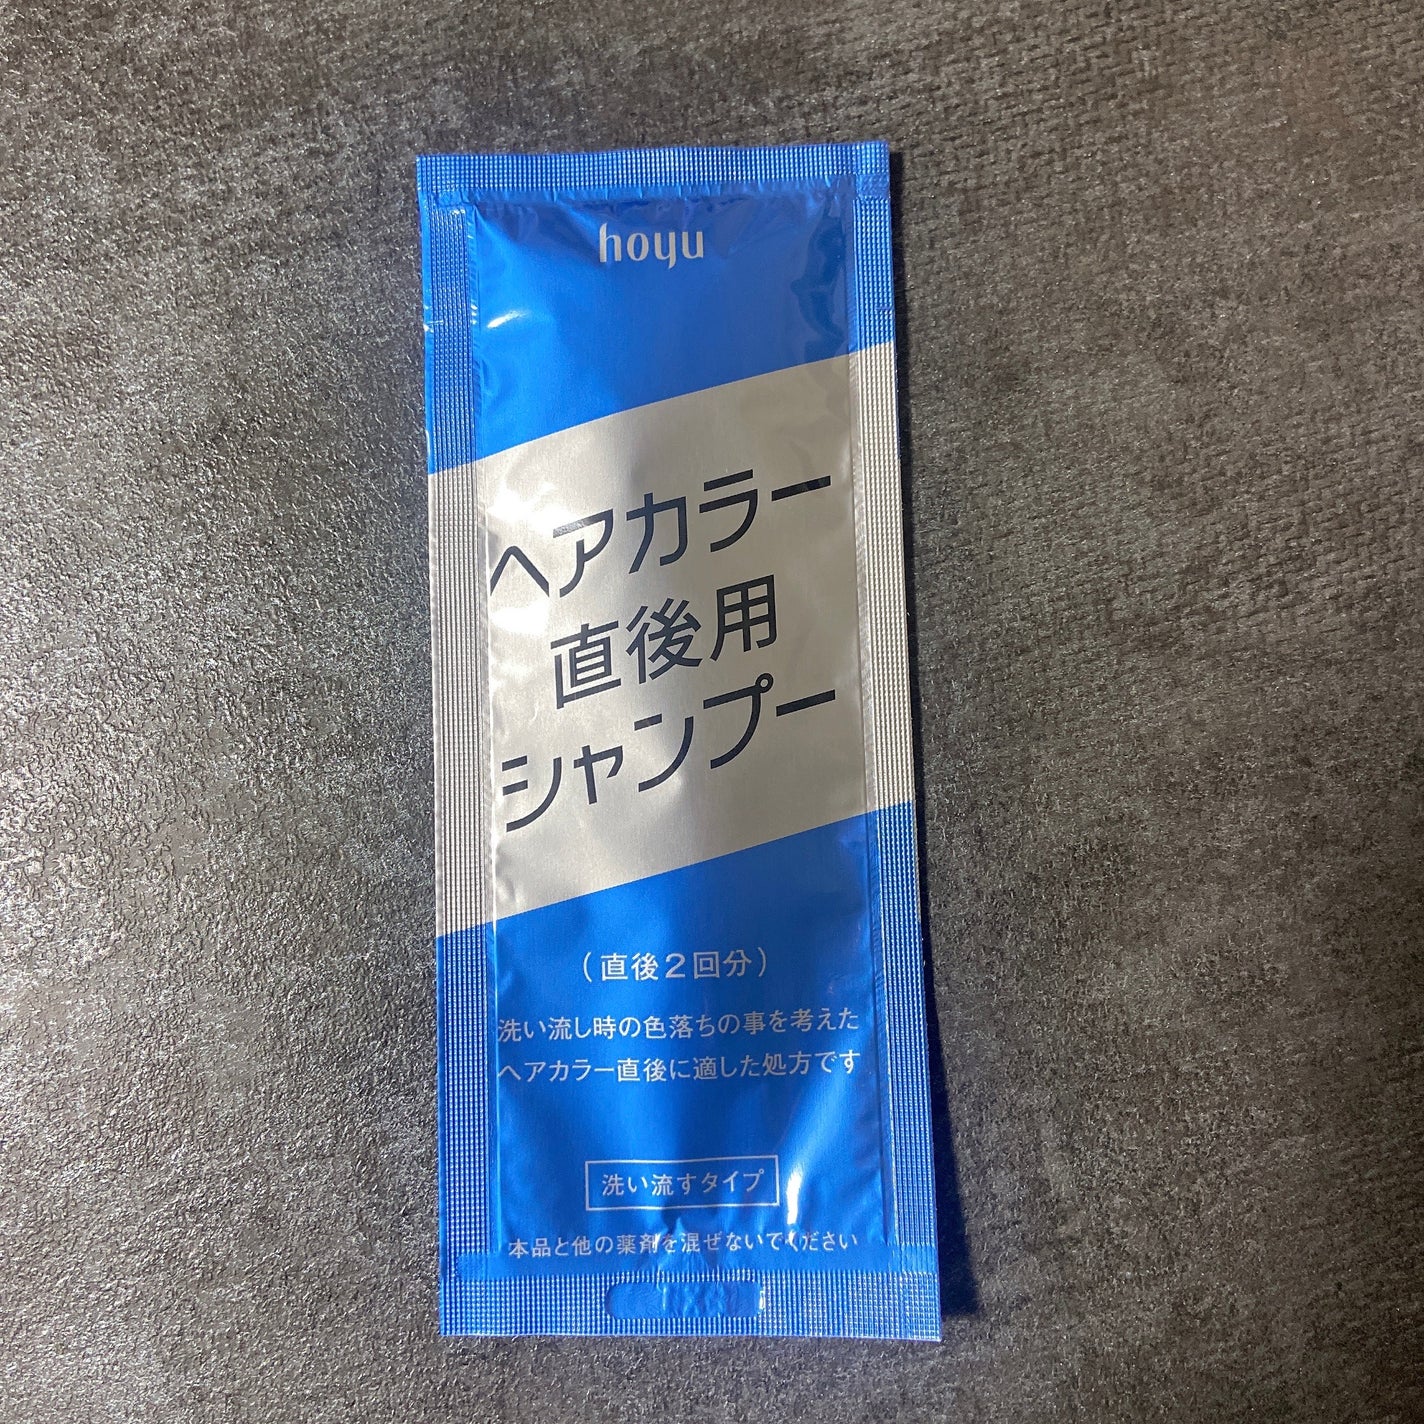 hoyu
ヘアカラー
直後用
シャンプー
(直後2回分)
洗い流し時の色落ちの事を考えた
ヘアカラー直後に適した処方です
洗い流すタイプ
本品と他の薬剤を混ぜないでください